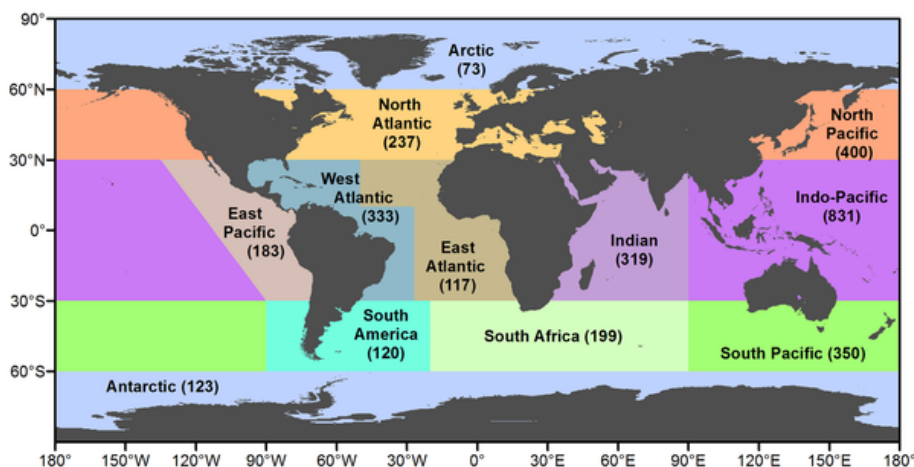 90°
Arctic
(73)
60°N
North
Atlantic
(237)
North
Pacific
(400)
30°N
West
Atlantic
(333)
Indo-Pacific
(831)
East
Pacific
(183)
0°
East
Atlantic
(117)
Indian
(319)
30°S
South
America
(120)
South Africa (199)
South Pacific (350)
60°S
Antarctic (123)
180° 150°W 120°W 90°W 60°W 30°W 0° 30°E 60°E 90°E 120°E 150°E 180°